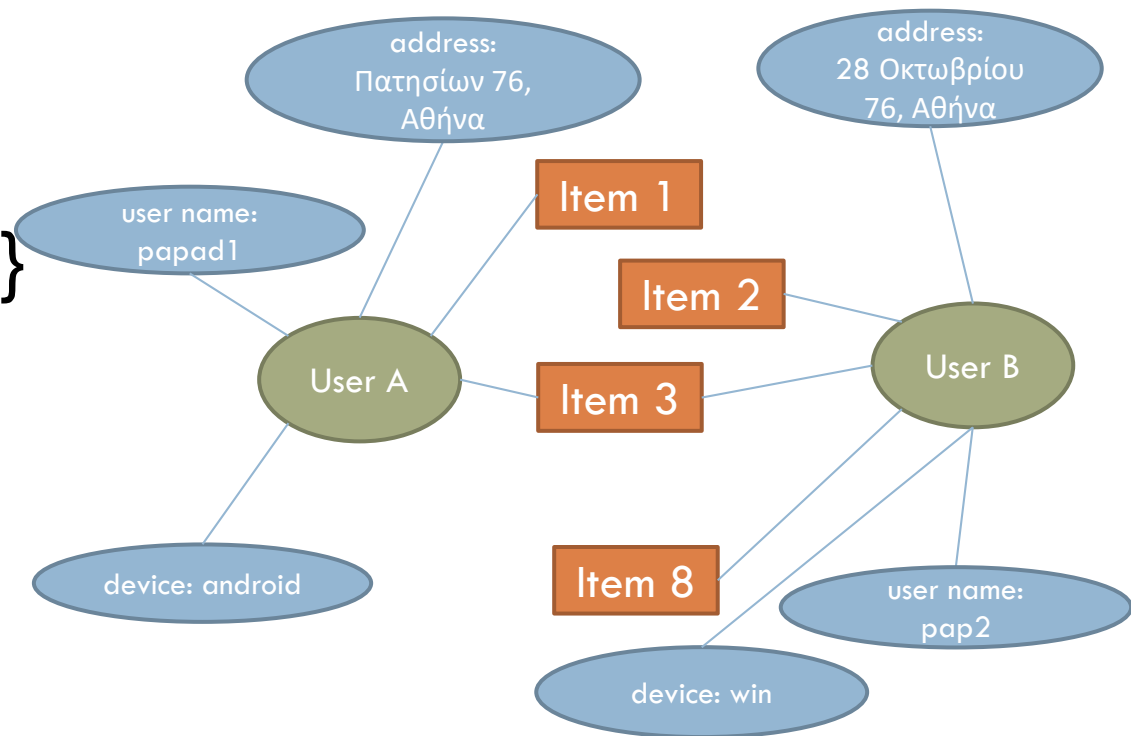 address:
Πατησίων 76,
Αθήνα
address:
28 Οκτωβρίου
76, Αθήνα
user name:
papad1
}
Item 1
Item 2
User A
Item 3
User B
device: android
Item 8
user name:
pap2
device: win